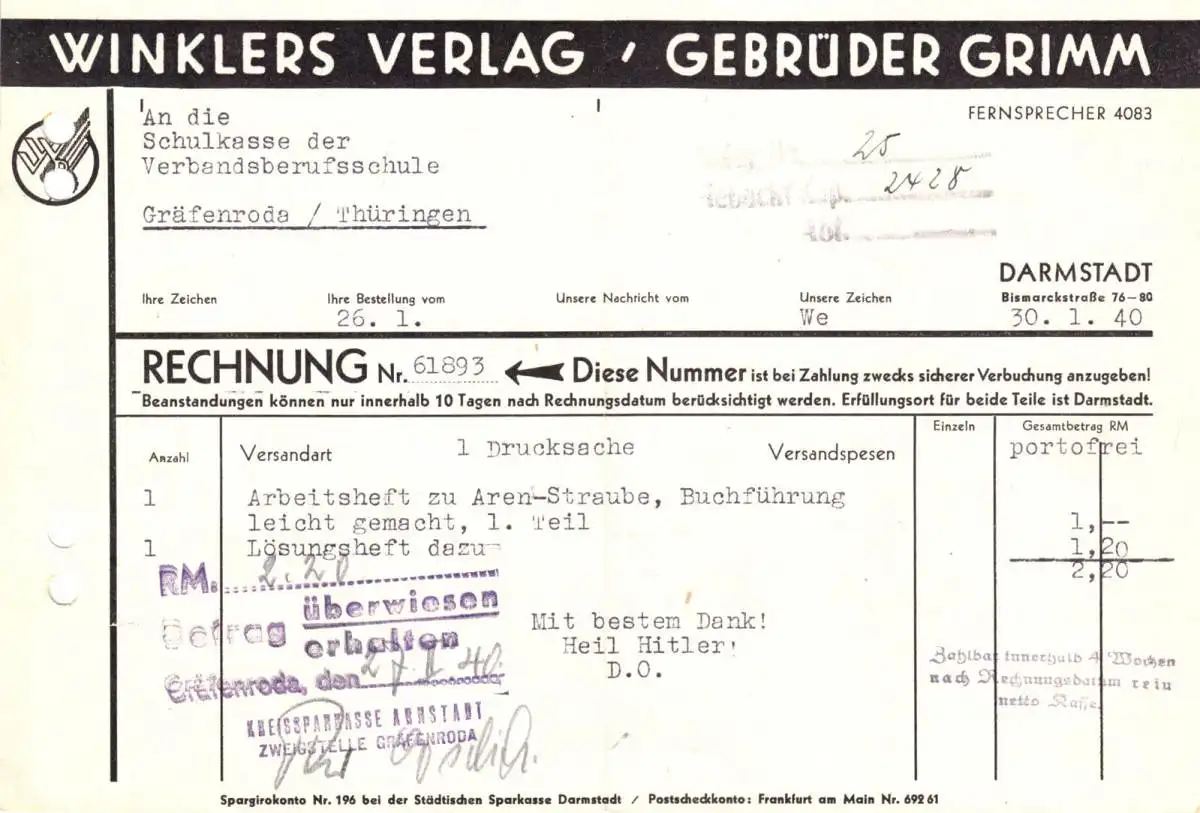 WINKLERS VERLAG / GEBRÜDER GRIMM
An die
Schulkasse der
Verbandsberufsschule
Gräfenroda / Thüringen
FERNSPRECHER 4083
25
2428
DARMSTADT
Bismarckstraße 76–80
Ihre Zeichen Ihre Bestellung vom Unsere Nachricht vom Unsere Zeichen
26. 1. We 30. 1. 40
RECHNUNG Nr. 61893 Diese Nummer ist bei Zahlung zwecks sicherer Verbuchung anzugeben!
Beanstandungen können nur innerhalb 10 Tagen nach Rechnungsdatum berücksichtigt werden. Erfüllungsort für beide Teile ist Darmstadt.
Einzeln Gesamtbetrag RM
Anzahl Versandart 1 Drucksache Versandspesen portofrei
1 Arbeitsheft zu Aren-Straube, Buchführung
leicht gemacht, 1. Teil 1,--
1 Lösungsheft dazu 1,20
2,20
RM. 2.20
Betrag überwiesen
erhalten
Gräfenroda, den 27. II. 40.
KREISSPARKASSE ARNSTADT
ZWEIGSTELLE GRÄFENRODA
Mit bestem Dank!
Heil Hitler!
D.O.
Zahlbar innerhalb 4 Wochen
nach Rechnungsdatum rein
netto Kasse
Spargirokonto Nr. 196 bei der Städtischen Sparkasse Darmstadt / Postscheckkonto: Frankfurt am Main Nr. 69261